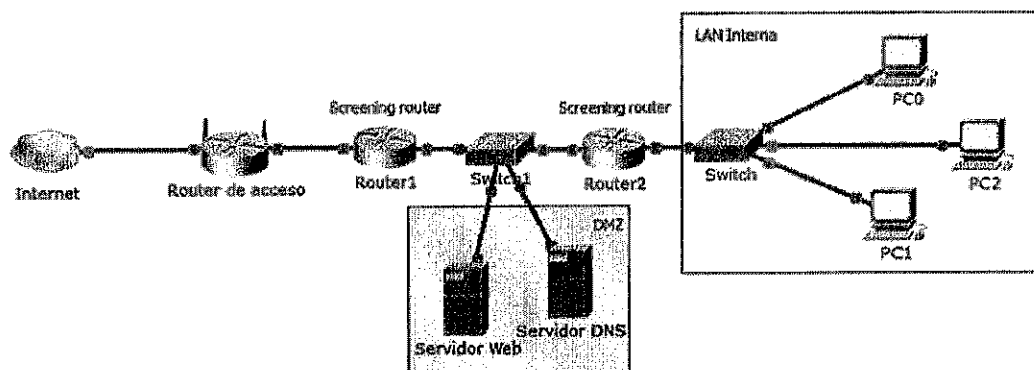 LAN Interna
PC0
Screening router
Screening router
Internet
Router de acceso
Router1
Switch1
Router2
Switch
PC2
DMZ
PC1
Servidor DNS
Servidor Web